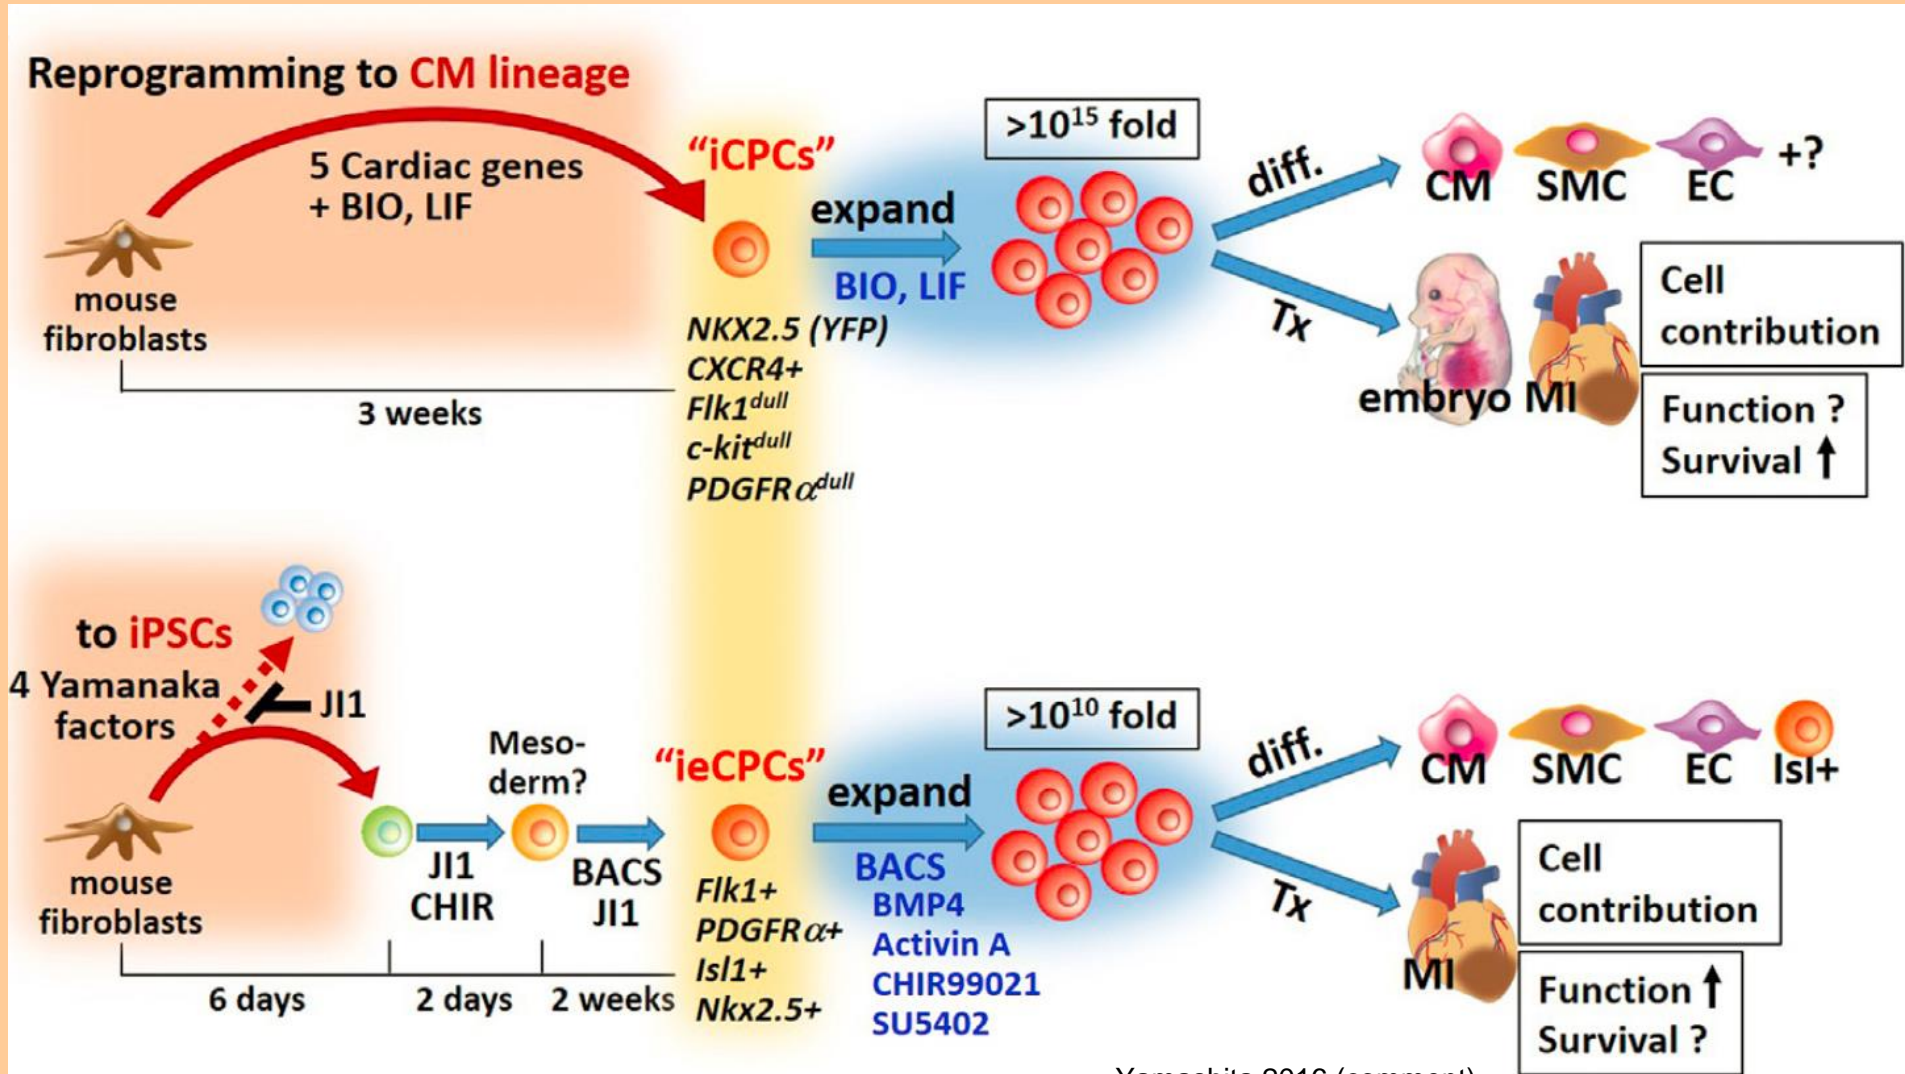 Reprogramming to CM lineage
5 Cardiac genes
+ BIO, LIF
mouse
fibroblasts
3 weeks
“iCPCs”
NKX2.5 (YFP)
CXCR4+
Flk1dull
c-kitdull
PDGFRαdull
expand
BIO, LIF
>10¹⁵ fold
diff.
Tx
CM SMC EC +?
embryo MI
Cell
contribution
Function ?
Survival ↑
to iPSCs
4 Yamanaka
factors
JI1
mouse
fibroblasts
6 days
JI1
CHIR
2 days
Meso-
derm?
BACS
JI1
2 weeks
“ieCPCs”
Flk1+
PDGFRα+
Isl1+
Nkx2.5+
expand
BACS
BMP4
Activin A
CHIR99021
SU5402
>10¹⁰ fold
diff.
Tx
CM SMC EC Isl+
MI
Cell
contribution
Function ↑
Survival ?
Yamashita 2016 (comment)